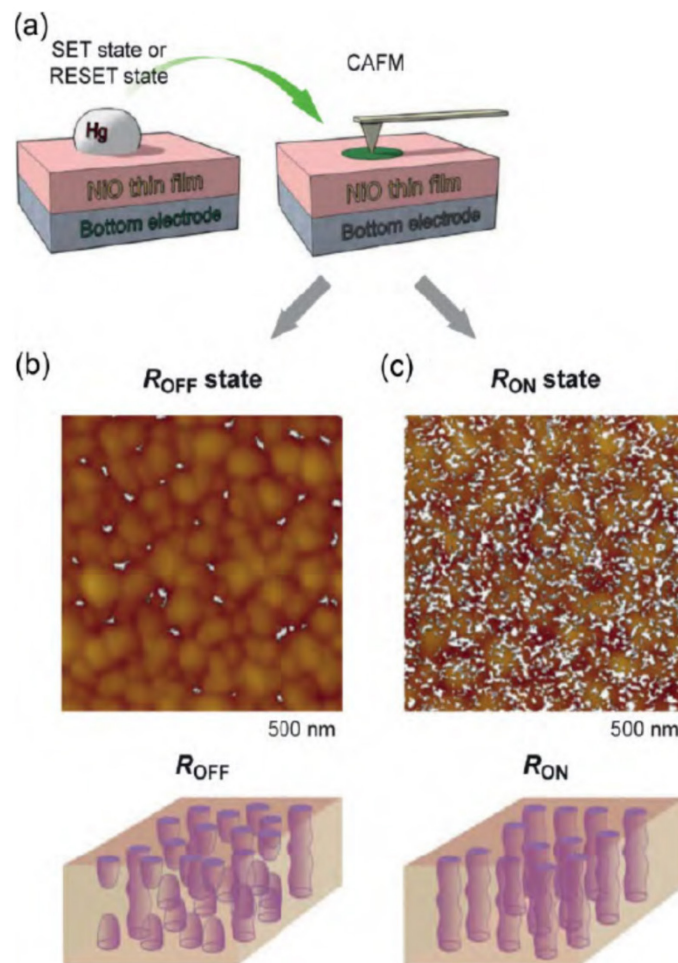 (a)
SET state or
RESET state
CAFM
Hg
NiO thin film
Bottom electrode
NiO thin film
Bottom electrode
(b)
(c)
ROFF state
RON state
500 nm
500 nm
ROFF
RON